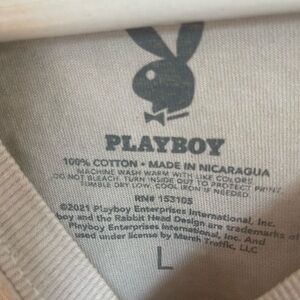 PLAYBOY
100% COTTON • MADE IN NICARAGUA
MACHINE WASH WARM WITH LIKE COLORS
DO NOT BLEACH. TURN INSIDE OUT TO PROTECT PRINT
TUMBLE DRY LOW. COOL IRON IF NEEDED.
RN# 153105
©2021 Playboy Enterprises International, Inc.
boy and the Rabbit Head Design are trademarks of
Playboy Enterprises International, Inc. and
used under license by Merch Traffic, LLC
L